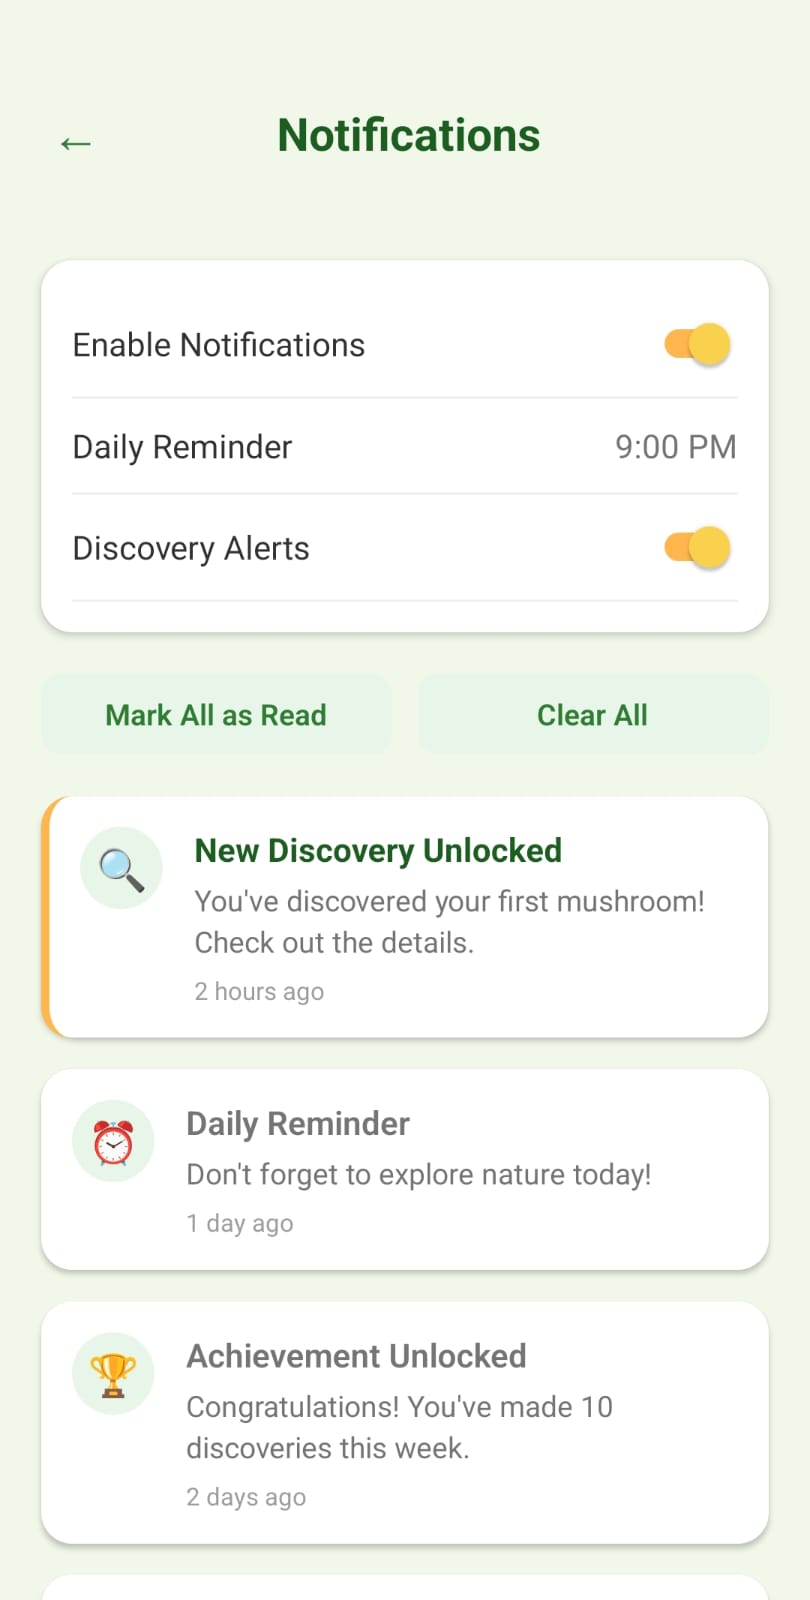 ←
Notifications
Enable Notifications
Daily Reminder
9:00 PM
Discovery Alerts
Mark All as Read
Clear All
New Discovery Unlocked
You've discovered your first mushroom!
Check out the details.
2 hours ago
Daily Reminder
Don't forget to explore nature today!
1 day ago
Achievement Unlocked
Congratulations! You've made 10
discoveries this week.
2 days ago